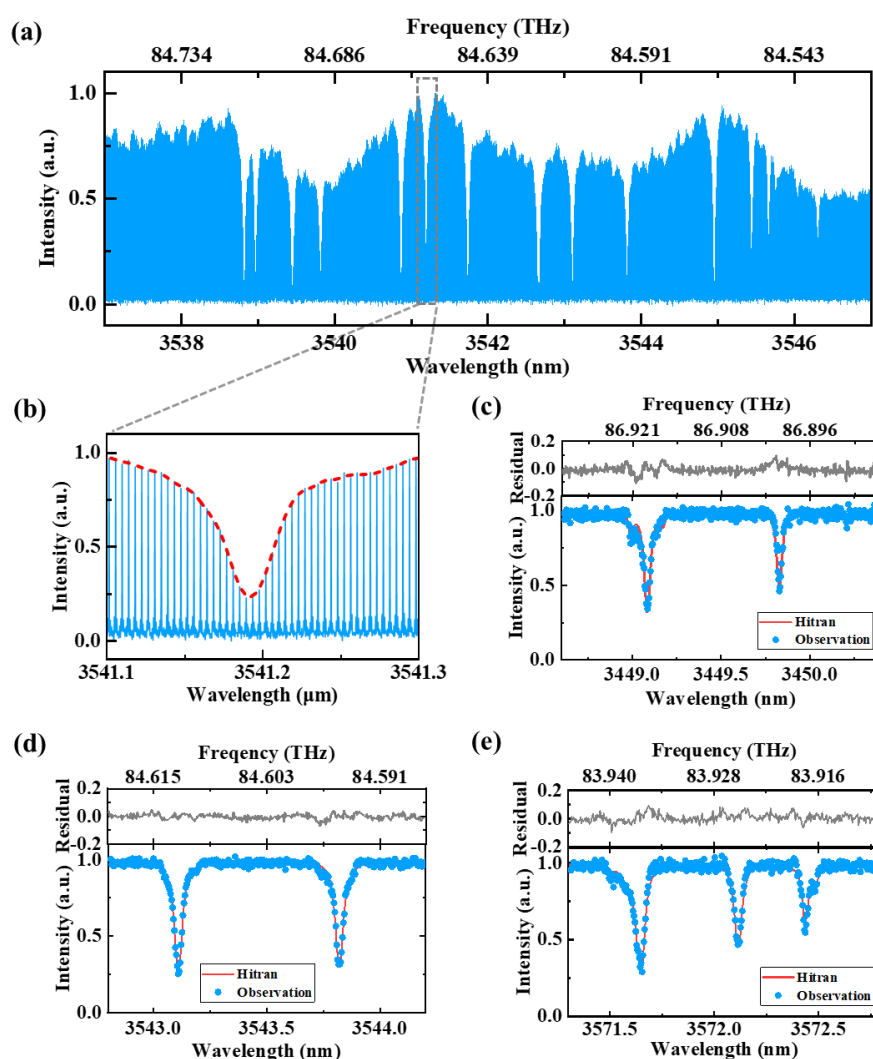 (a)
Frequency (THz)
84.734 84.686 84.639 84.591 84.543
Intensity (a.u.)
1.0
0.5
0.0
3538 3540 3542 3544 3546
Wavelength (nm)
(b)
Intensity (a.u.)
1.0
0.5
0.0
3541.1 3541.2 3541.3
Wavelength (μm)
(c)
Frequency (THz)
86.921 86.908 86.896
Residual
0.2
0.0
-0.2
Intensity (a.u.)
1.0
0.5
0.0
Hitran
Observation
3449.0 3449.5 3450.0
Wavelength (nm)
(d)
Freqency (THz)
84.615 84.603 84.591
Residual
0.2
0.0
-0.2
Intensity (a.u.)
1.0
0.5
0.0
Hitran
Observation
3543.0 3543.5 3544.0
Wavelength (nm)
(e)
Freqency (THz)
83.940 83.928 83.916
Residual
0.2
0.0
-0.2
Intensity (a.u.)
1.0
0.5
0.0
Hitran
Observation
3571.5 3572.0 3572.5
Wavelength (nm)